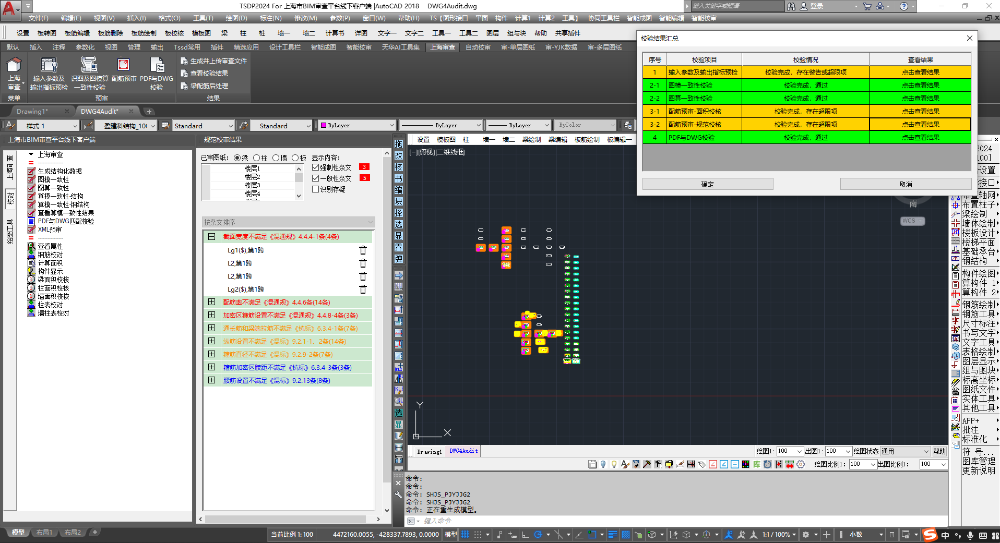 TSDP2024 For 上海市BIM审查平台线下客户端 |AutoCAD 2018    DWG4Audit.dwg
键入关键字或短语
登录
文件(F) 编辑(E) 视图(V) 插入(I) 格式(O) 工具(T) 绘图(D) 标注(N) 修改(M) 参数(P) 窗口(W) 帮助(H) TS【图形接口 平面 构件 计算1 计算2 工具】 协同工具栏 智能成图 智能编辑 智能校审
设置 板转图 板筋编辑 板筋删除 板筋绘制 板校核 模板图 梁 柱 桩 墙一 墙二 计算书 详图 文字一 文字二 工具一 工具二 图层 组与块 帮助 共享插件
默认 插入 注释 参数化 视图 管理 输出 Tssd常用 插件 精选应用 设计工具栏 智能成图 智能校审 天华AI工具集 上海审查 自动校审 审-单层图纸 审-YJK数据 审-多层图纸
上海
审查
菜单
输入参数及
输出指标预检
识图及图模算
一致性校验
配筋预审
PDF与DWG
校验
预审
生成并上传审查文件
查看校验结果
梁配筋后处理
结果
Drawing1*
DWG4Audit*
样式 1
盈建科结构_10(
Standard
Standard
ByLayer
ByLayer
ByLayer
ByColor
上海市BIM审查平台线下客户端
校对
绘图工具
上海审查
----------------
生成结构化数据
图模一致性
图算一致性
算模一致性-结构
算模一致性-钢结构
查看算模一致性结果
PDF与DWG匹配校验
XML预审
----------------
查看属性
钢筋校对
计算面积
构件显示
梁面积校核
柱面积校核
墙面积校核
柱表校对
墙柱表校对
规范校审结果
已审图纸: 梁 柱 墙 板
楼层1
楼层2
楼层3
楼层4
显示内容:
强制性条文 3
一般性条文 5
识别存疑
按条文排序
截面宽度不满足《混通规》4.4.4-1条(4条)
Lg1($),第1跨
L2,第1跨
L2,第1跨
Lg2($),第1跨
配筋率不满足《混通规》4.4.6条(14条)
加密区箍筋设置不满足《混通规》4.4.8-4条(3条)
通长筋和梁端拉筋不满足《抗标》6.3.4-1条(7条)
纵筋设置不满足《混标》9.2.1-1、2条(14条)
箍筋直径不满足《混标》9.2.9-2条(7条)
箍筋加密区肢距不满足《抗标》6.3.4-3条(3条)
腰筋设置不满足《混标》9.2.13条(8条)
拖
改
核
书
编
块
择
选
显
界
弹
选
设置 模板图 柱 墙一 墙二 梁绘制 梁编辑 板筋绘制 板编辑一
[−][俯视][二维线框]
南
WCS
Y
X
校验结果汇总
序号 校验项目 校验情况 查看结果
1 输入参数及输出指标预检 校验完成，存在警告或超限项 点击查看结果
2-1 图模一致性校验 校验完成，通过 点击查看结果
2-2 图算一致性校验 校验完成，通过 点击查看结果
3-1 配筋预审-面积校核 校验完成，存在超限项 点击查看结果
3-2 配筋预审-规范校核 校验完成，存在超限项 点击查看结果
4 PDF与DWG校验 校验完成，通过 点击查看结果
确定
取消
2024
100]
设置
接口
布置轴网
布置柱子
梁绘制
墙体绘制
楼板设计
楼梯平面
基础承台
钢结构
构件绘图
算构件 1
算构件 2
钢筋绘制
钢筋工具
尺寸标注
书写文字
文字工具
表格绘制
图层显示
组与图块
标高坐标
图纸文件
实体工具
其他工具
APP+
批注
标准化
符 号...
图库管理
更新说明
Drawing1
DWG4Audit
绘图1: 100 出图1: 100 绘图状态 通用 帮助
库
绘图比例1: 100 出图比例1: 100
命令:
命令:
命令: SHJS_PJYJJG2
命令: SHJS_PJYJJG2
命令: 正在重生成模型。
键入命令
模型 布局1 布局2
当前比例 1:100
4472160.0055, -428337.7893, 0.0000
模型
1:1 / 100%
小数
中